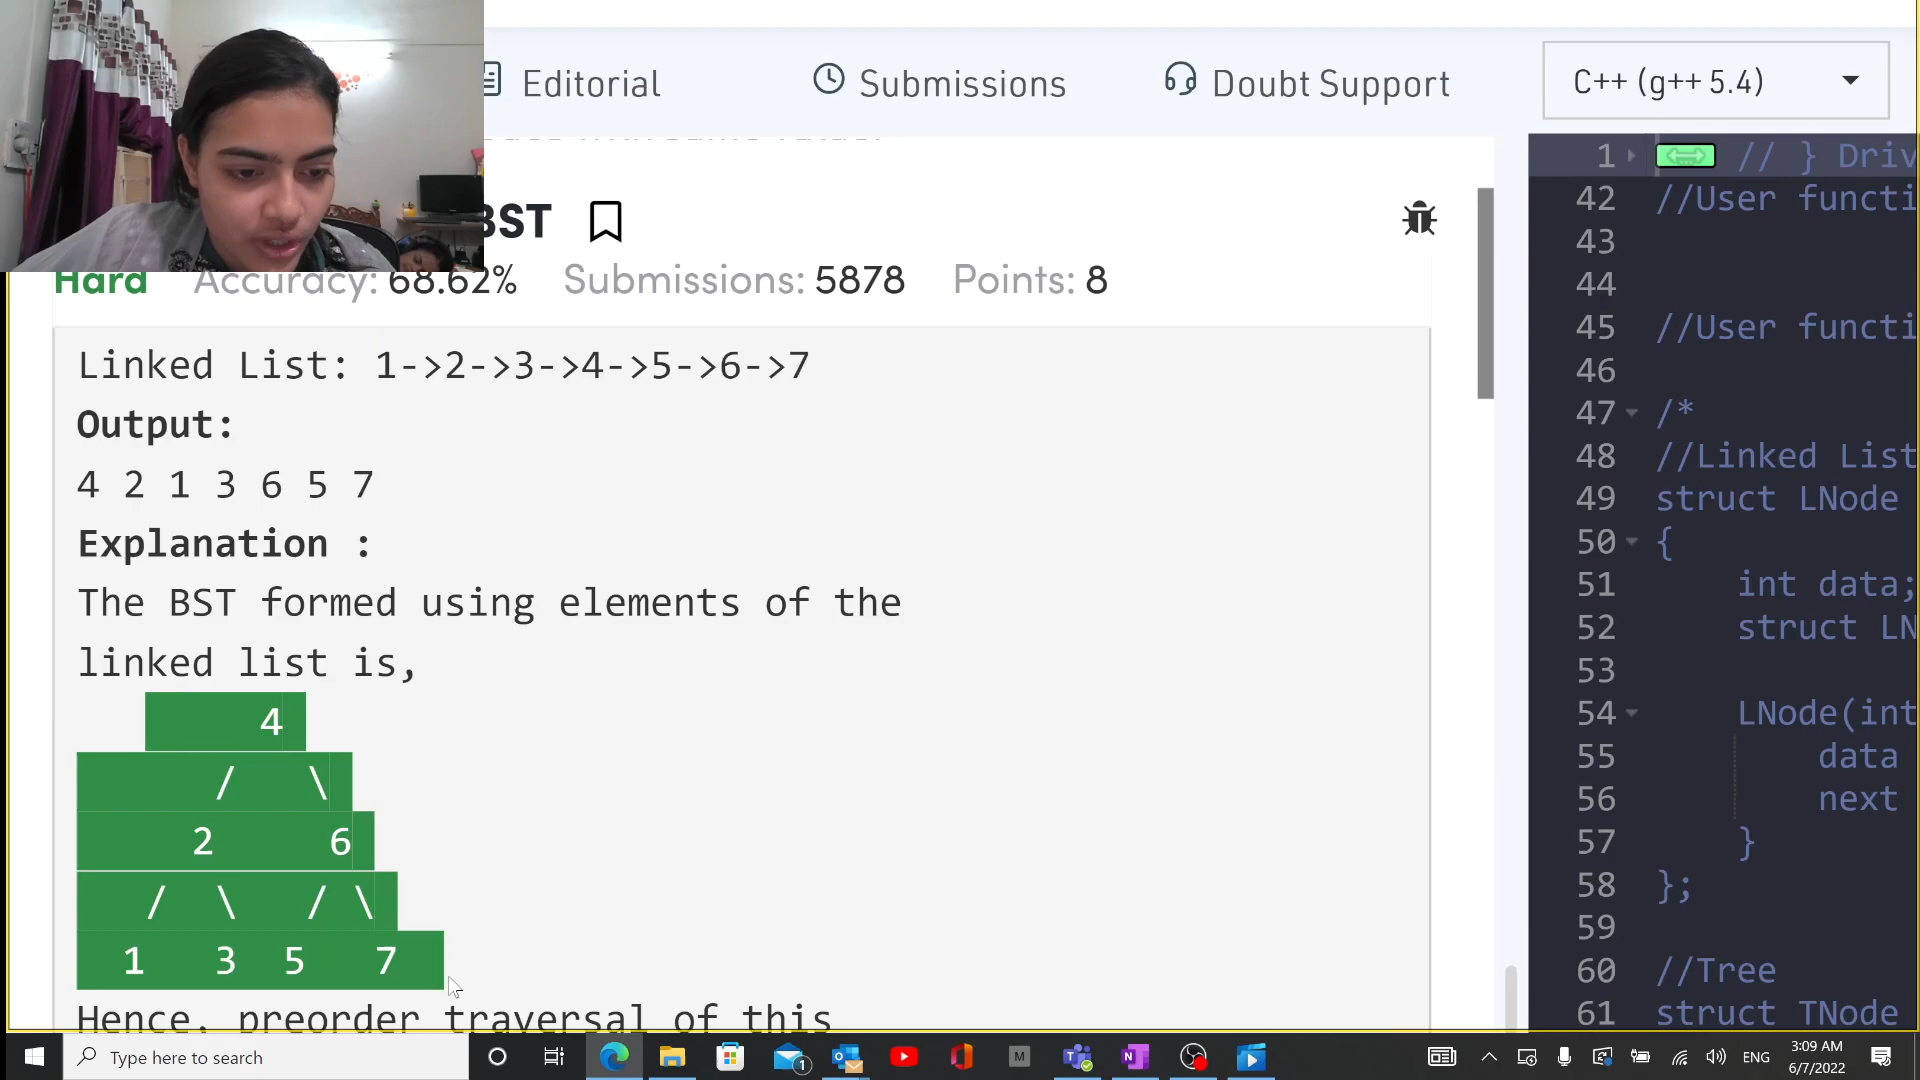 Editorial
Submissions
Doubt Support
C++ (g++ 5.4)
BST
Hard Accuracy: 68.62% Submissions: 5878 Points: 8
Linked List: 1->2->3->4->5->6->7
Output:
4 2 1 3 6 5 7
Explanation :
The BST formed using elements of the
linked list is,
4
/ \
2 6
/ \ / \
1 3 5 7
Hence, preorder traversal of this
1 // } Driv
42 //User functi
43
44
45 //User functi
46
47 /*
48 //Linked List
49 struct LNode
50 {
51 int data;
52 struct LN
53
54 LNode(int
55 data
56 next
57 }
58 };
59
60 //Tree
61 struct TNode
Type here to search
1
M
N
ENG
3:09 AM
6/7/2022